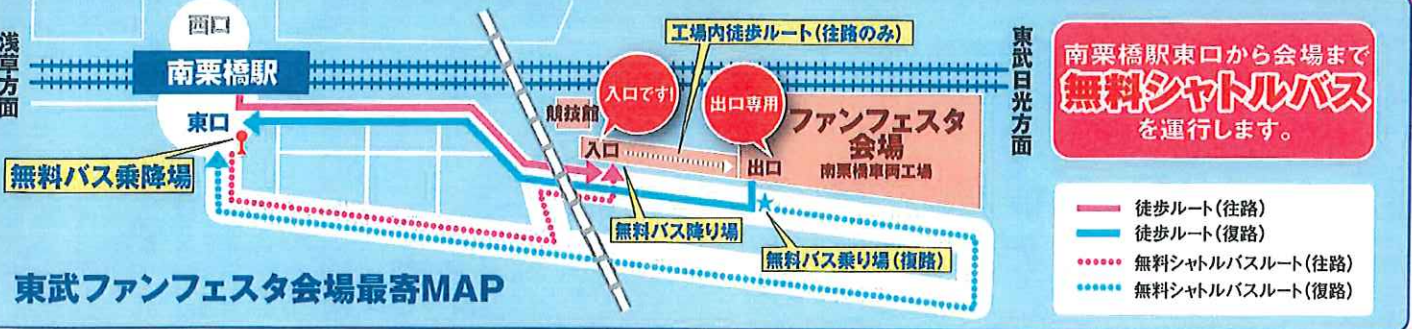 浅草方面
西口
南栗橋駅
東口
無料バス乗降場
工場内徒歩ルート(往路のみ)
競技館
入口です!
出口専用
入口
出口
ファンフェスタ
会場
南栗橋車両工場
無料バス降り場
無料バス乗り場(復路)
東武日光方面
南栗橋駅東口から会場まで
無料シャトルバス
を運行します。
徒歩ルート(往路)
徒歩ルート(復路)
無料シャトルバスルート(往路)
無料シャトルバスルート(復路)
東武ファンフェスタ会場最寄MAP